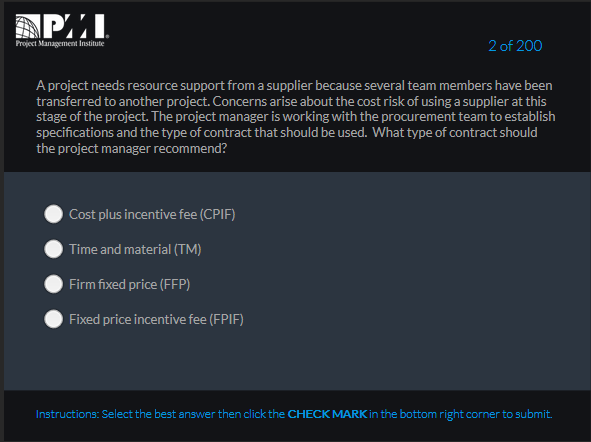 PMI
Project Management Institute
2 of 200
A project needs resource support from a supplier because several team members have been
transferred to another project. Concerns arise about the cost risk of using a supplier at this
stage of the project. The project manager is working with the procurement team to establish
specifications and the type of contract that should be used.  What type of contract should
the project manager recommend?
Cost plus incentive fee (CPIF)
Time and material (TM)
Firm fixed price (FFP)
Fixed price incentive fee (FPIF)
Instructions: Select the best answer then click the CHECK MARK in the bottom right corner to submit.